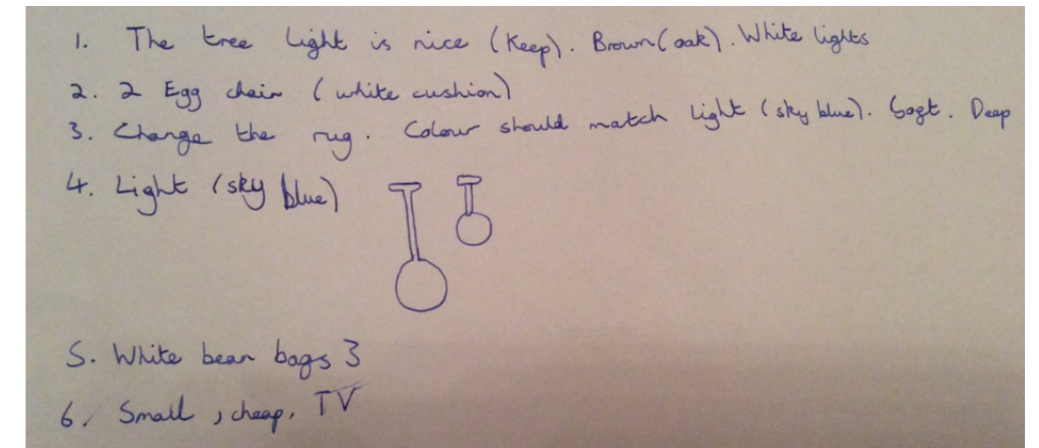 1. The tree light is nice (Keep). Brown (oak). White lights
2. 2 Egg chair (white cushion)
3. Change the rug. Colour should match light (sky blue). Soft. Deep
4. Light (sky blue)
5. White bean bags 3
6. Small, cheap, TV